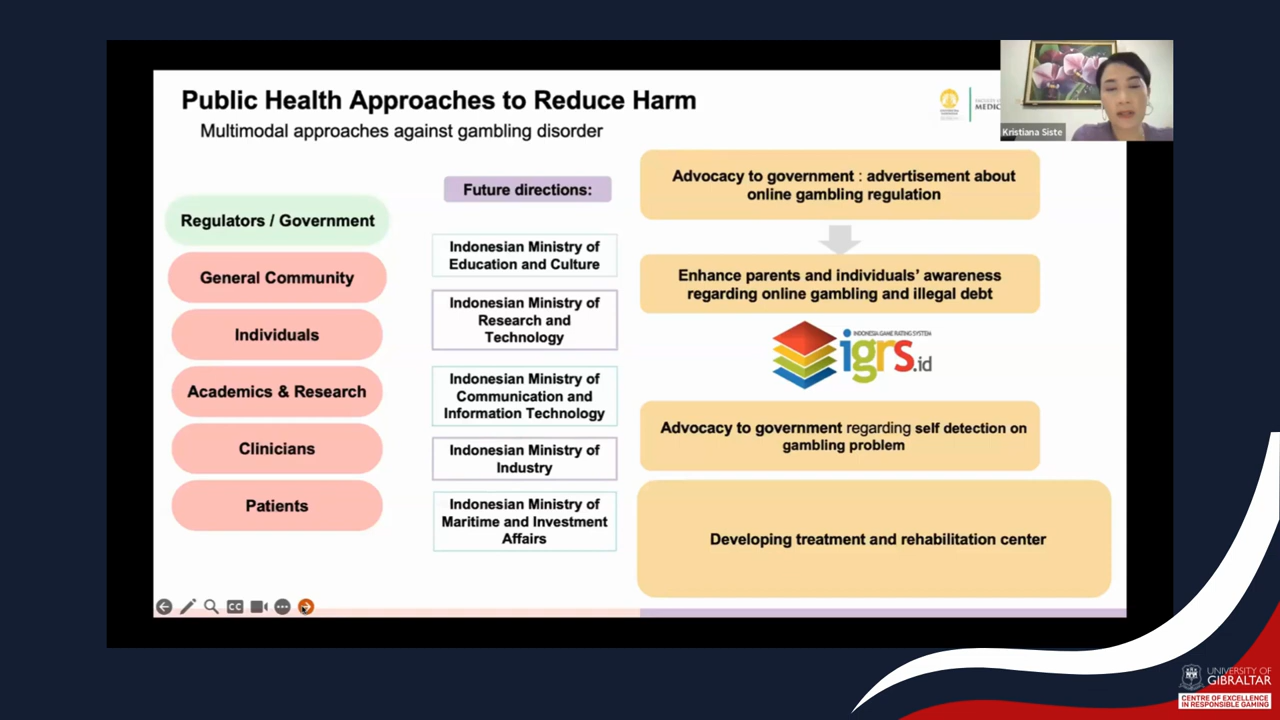 Public Health Approaches to Reduce Harm
Multimodal approaches against gambling disorder
MEDIC
Kristiana Siste
Regulators / Government
General Community
Individuals
Academics & Research
Clinicians
Patients
Future directions:
Indonesian Ministry of
Education and Culture
Indonesian Ministry of
Research and
Technology
Indonesian Ministry of
Communication and
Information Technology
Indonesian Ministry of
Industry
Indonesian Ministry of
Maritime and Investment
Affairs
Advocacy to government : advertisement about
online gambling regulation
Enhance parents and individuals’ awareness
regarding online gambling and illegal debt
INDONESIA GAME RATING SYSTEM
igrs.id
Advocacy to government regarding self detection on
gambling problem
Developing treatment and rehabilitation center
CC
UNIVERSITY OF
GIBRALTAR
CENTRE OF EXCELLENCE
IN RESPONSIBLE GAMING